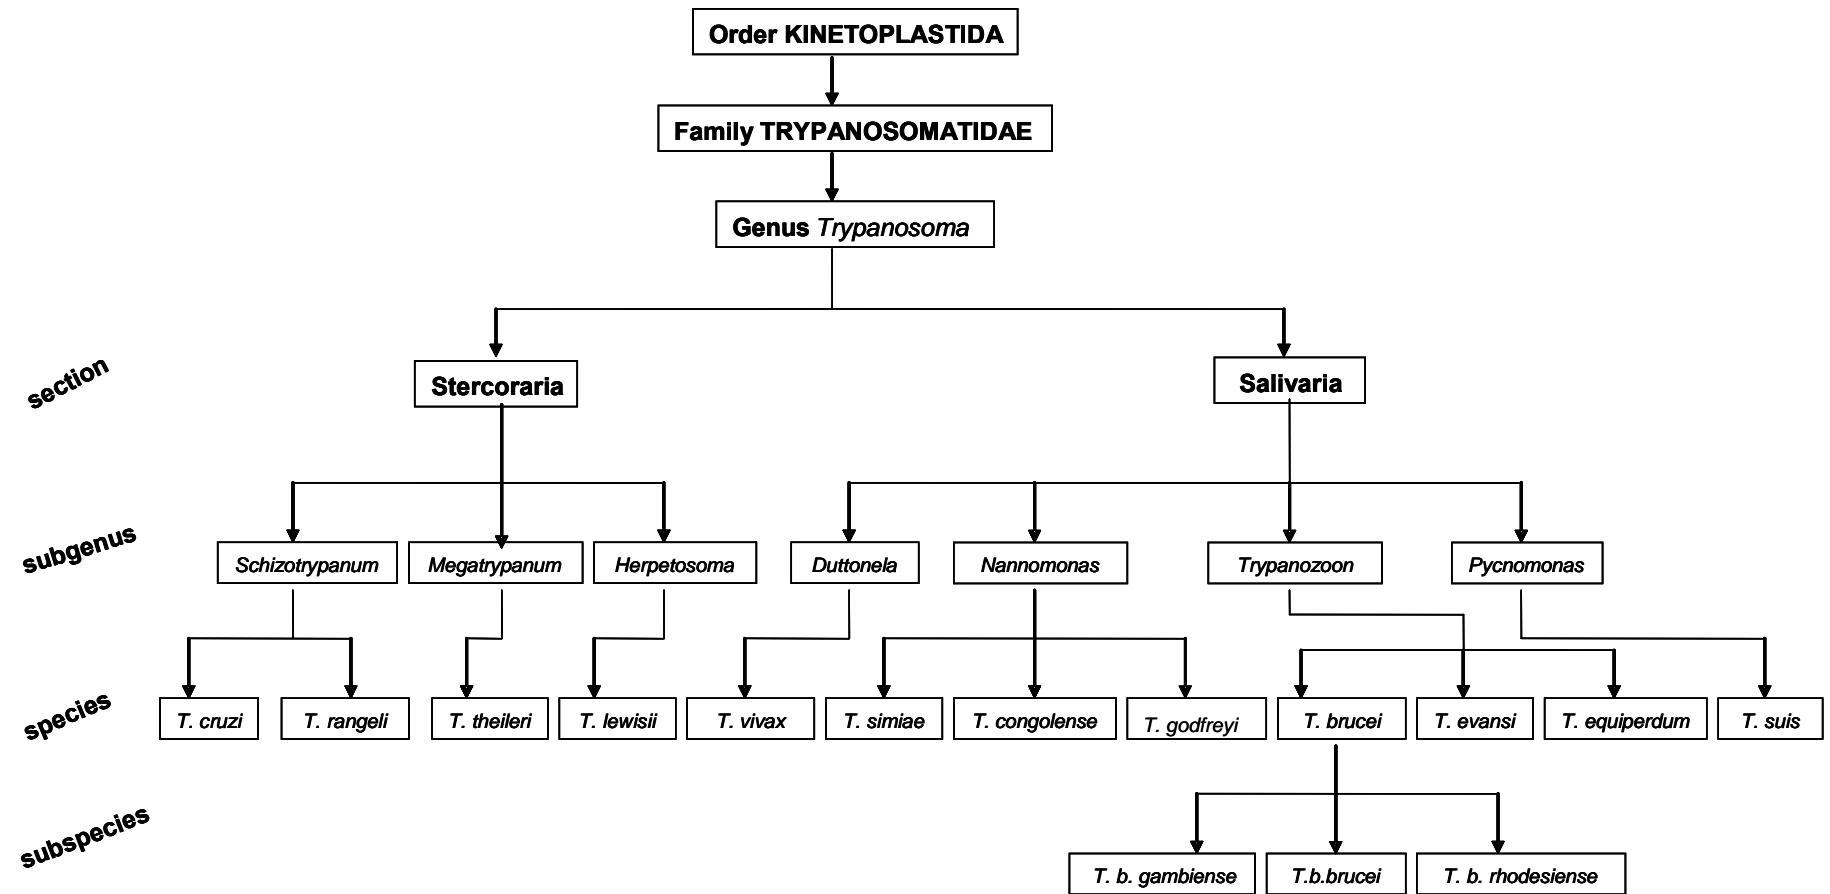 Order KINETOPLASTIDA
Family TRYPANOSOMATIDAE
Genus Trypanosoma
section
Stercoraria
Salivaria
subgenus
Schizotrypanum
Megatrypanum
Herpetosoma
Duttonela
Nannomonas
Trypanozoon
Pycnomonas
species
T. cruzi
T. rangeli
T. theileri
T. lewisii
T. vivax
T. simiae
T. congolense
T. godfreyi
T. brucei
T. evansi
T. equiperdum
T. suis
subspecies
T. b. gambiense
T.b.brucei
T. b. rhodesiense